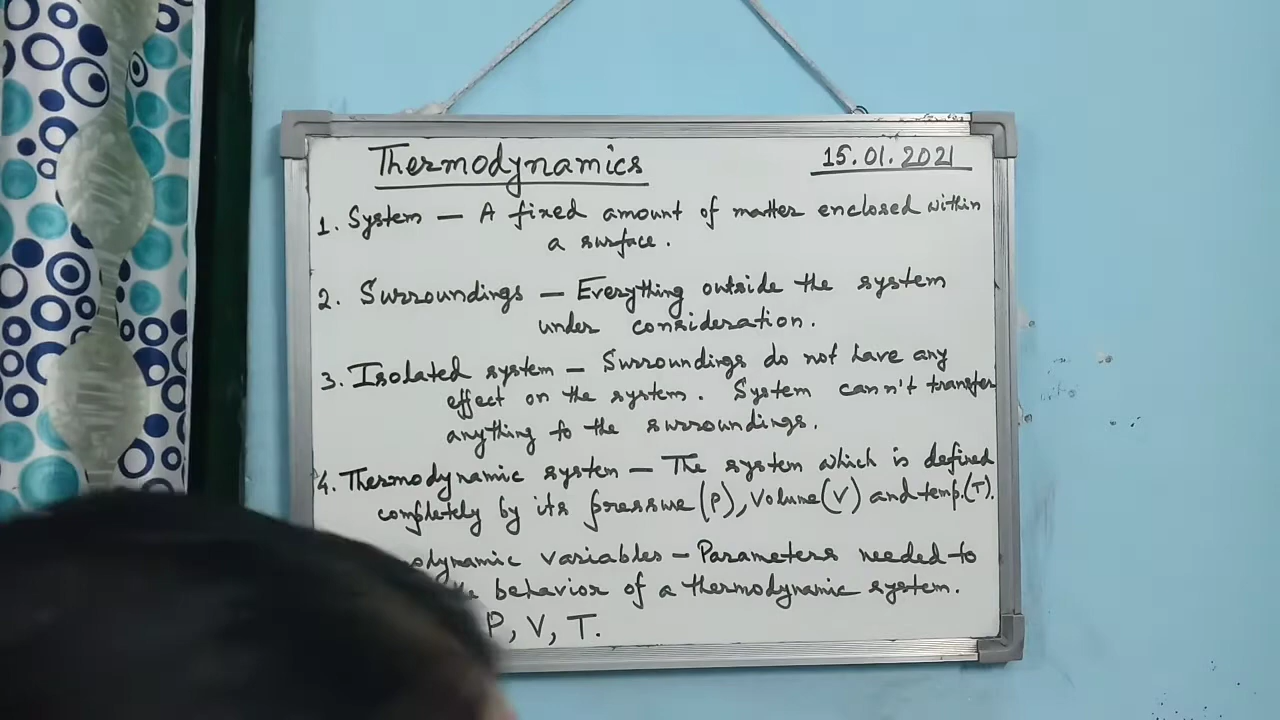 Thermodynamics
15.01.2021
1. System – A fixed amount of matter enclosed within
a surface.
2. Surroundings – Everything outside the system
under consideration.
3. Isolated system – Surroundings do not have any
effect on the system. System cann't transfer
anything to the surroundings.
4. Thermodynamic system – The system which is defined
completely by its pressure (P), Volume (V) and temp. (T).
odynamic variables – Parameters needed to
behavior of a thermodynamic system.
P, V, T.